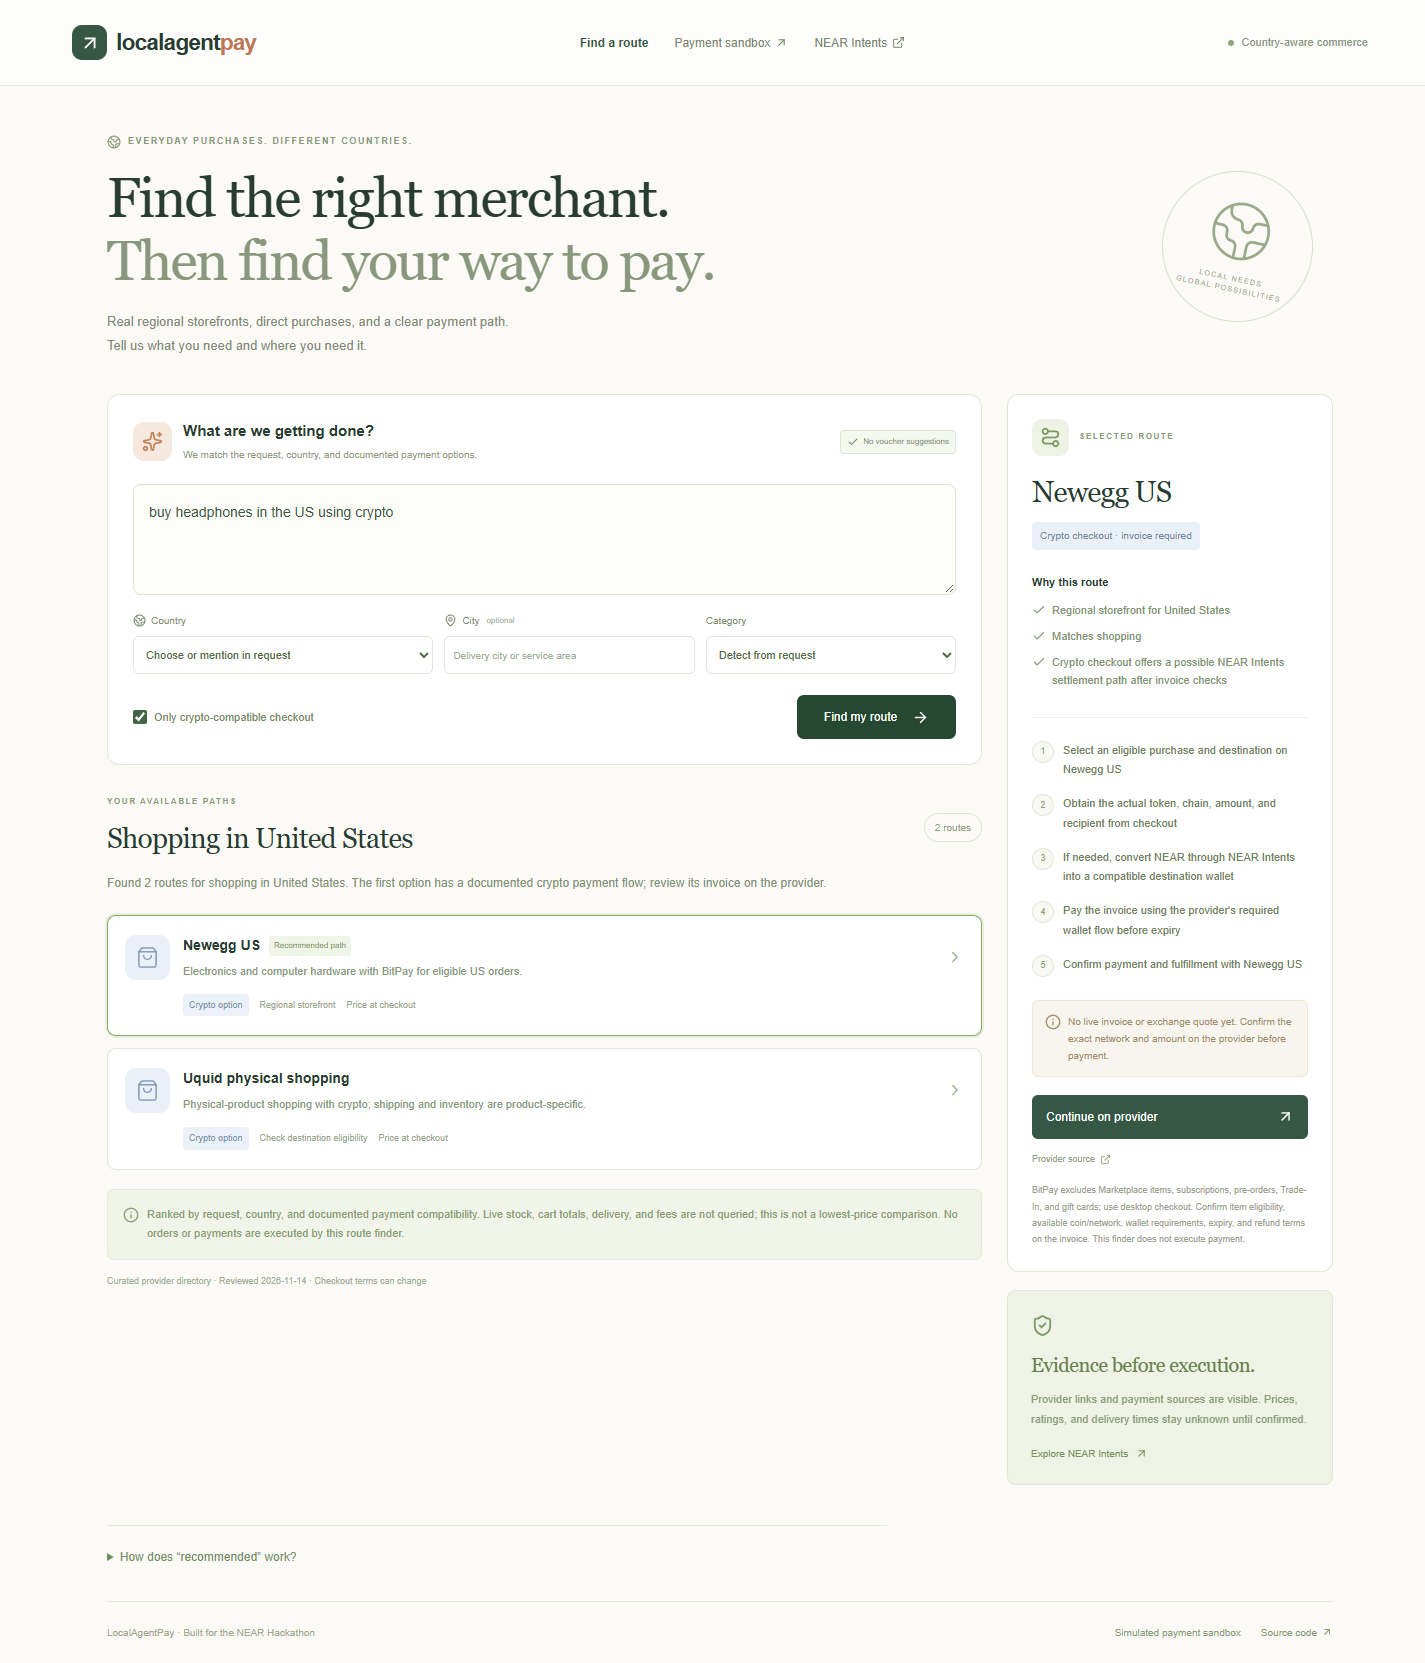 localagentpay
Find a route
Payment sandbox
NEAR Intents
Country-aware commerce
EVERYDAY PURCHASES. DIFFERENT COUNTRIES.
Find the right merchant.
Then find your way to pay.
Real regional storefronts, direct purchases, and a clear payment path.
Tell us what you need and where you need it.
LOCAL NEEDS
GLOBAL POSSIBILITIES
What are we getting done?
We match the request, country, and documented payment options.
No voucher suggestions
buy headphones in the US using crypto
Country
City optional
Category
Choose or mention in request
Delivery city or service area
Detect from request
Only crypto-compatible checkout
Find my route
YOUR AVAILABLE PATHS
Shopping in United States
2 routes
Found 2 routes for shopping in United States. The first option has a documented crypto payment flow; review its invoice on the provider.
Newegg US
Recommended path
Electronics and computer hardware with BitPay for eligible US orders.
Crypto option
Regional storefront
Price at checkout
Uquid physical shopping
Physical-product shopping with crypto; shipping and inventory are product-specific.
Crypto option
Check destination eligibility
Price at checkout
Ranked by request, country, and documented payment compatibility. Live stock, cart totals, delivery, and fees are not queried; this is not a lowest-price comparison. No
orders or payments are executed by this route finder.
Curated provider directory · Reviewed 2026-11-14 · Checkout terms can change
SELECTED ROUTE
Newegg US
Crypto checkout · invoice required
Why this route
Regional storefront for United States
Matches shopping
Crypto checkout offers a possible NEAR Intents
settlement path after invoice checks
1
Select an eligible purchase and destination on
Newegg US
2
Obtain the actual token, chain, amount, and
recipient from checkout
3
If needed, convert NEAR through NEAR Intents
into a compatible destination wallet
4
Pay the invoice using the provider's required
wallet flow before expiry
5
Confirm payment and fulfillment with Newegg US
No live invoice or exchange quote yet. Confirm the
exact network and amount on the provider before
payment.
Continue on provider
Provider source
BitPay excludes Marketplace items, subscriptions, pre-orders, Trade-
In, and gift cards; use desktop checkout. Confirm item eligibility,
available coin/network, wallet requirements, expiry, and refund terms
on the invoice. This finder does not execute payment.
Evidence before execution.
Provider links and payment sources are visible. Prices,
ratings, and delivery times stay unknown until confirmed.
Explore NEAR Intents
How does “recommended” work?
LocalAgentPay · Built for the NEAR Hackathon
Simulated payment sandbox
Source code